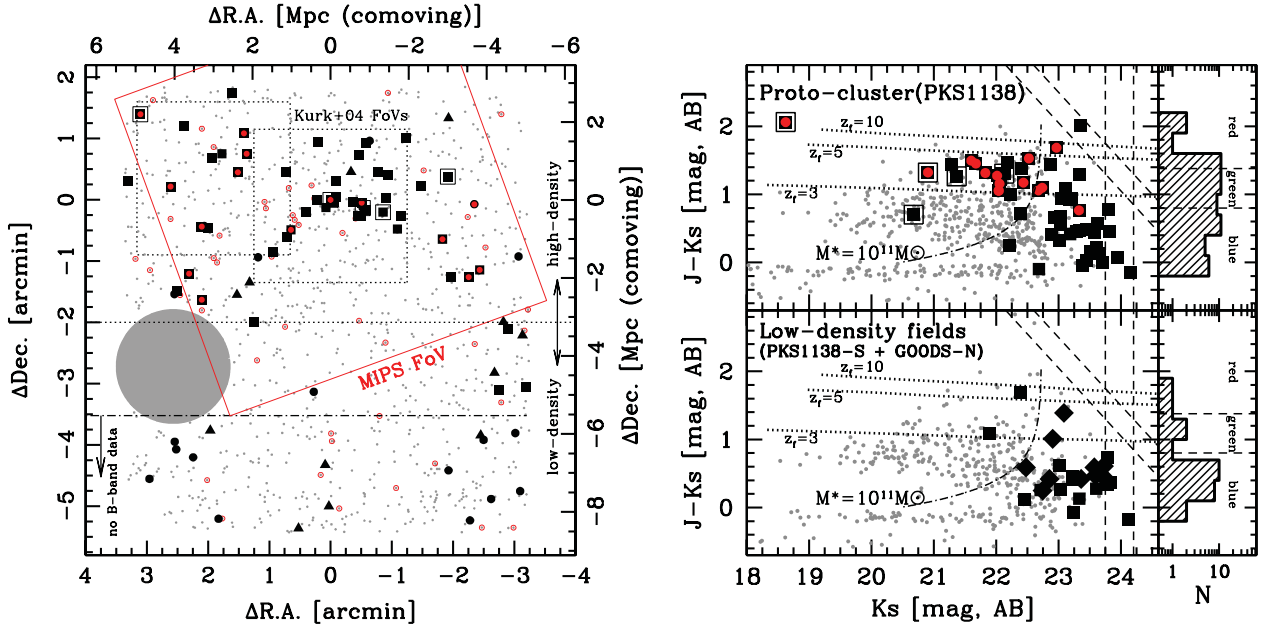 ΔR.A. [Mpc (comoving)]
6 4 2 0 −2 −4 −6
2 1 0 −1 −2 −3 −4 −5
ΔDec. [arcmin]
Kurk+04 FoVs
MIPS FoV
no B-band data
high-density
low-density
2 0 −2 −4 −6 −8
ΔDec. [Mpc (comoving)]
4 3 2 1 0 −1 −2 −3 −4
ΔR.A. [arcmin]
Proto-cluster(PKS1138)
z_f=10
z_f=5
z_f=3
M*=10¹¹M⊙
J−Ks [mag, AB]
2 1 0
red
green
blue
Low-density fields
(PKS1138-S + GOODS-N)
z_f=10
z_f=5
z_f=3
M*=10¹¹M⊙
J−Ks [mag, AB]
2 1 0
red
green
blue
18 19 20 21 22 23 24
Ks [mag, AB]
1 10
N